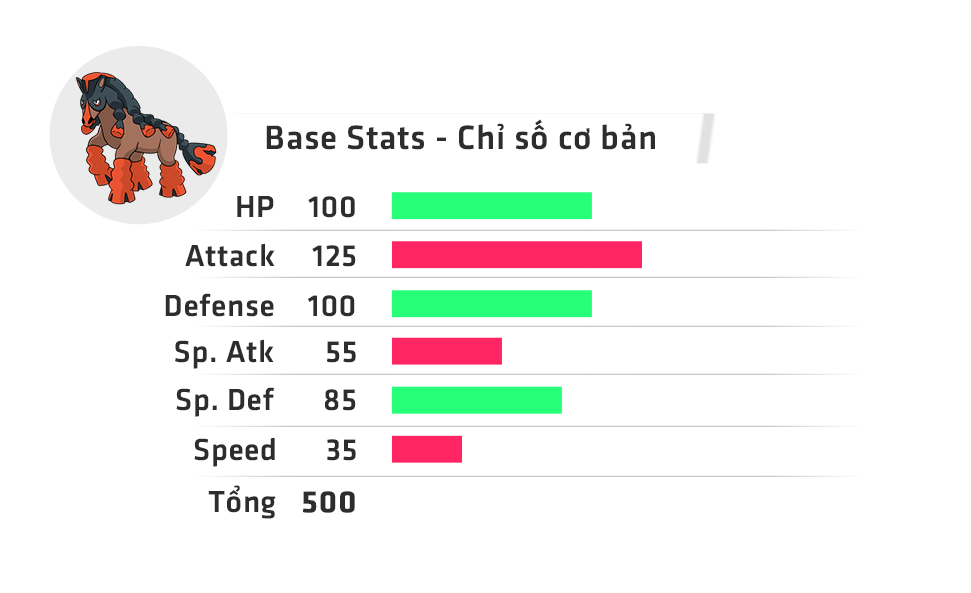 Base Stats - Chỉ số cơ bản
HP 100
Attack 125
Defense 100
Sp. Atk 55
Sp. Def 85
Speed 35
Tổng 500